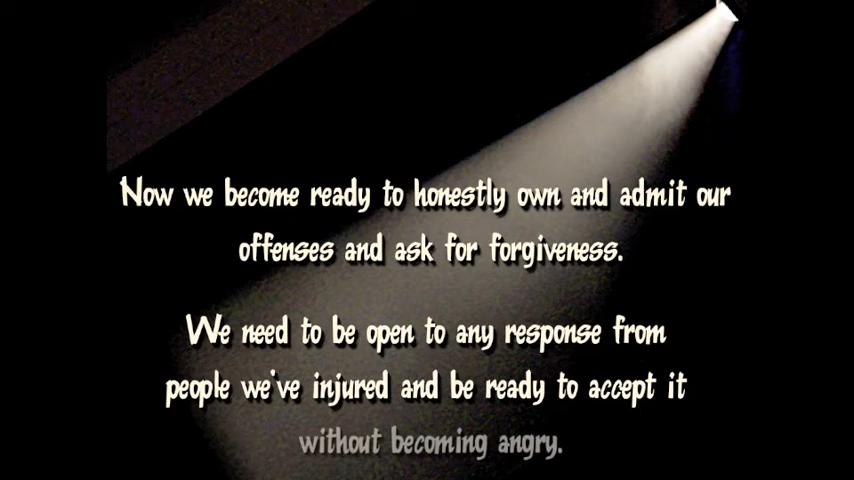 Now we become ready to honestly own and admit our
offenses and ask for forgiveness.
We need to be open to any response from
people we've injured and be ready to accept it
without becoming angry.